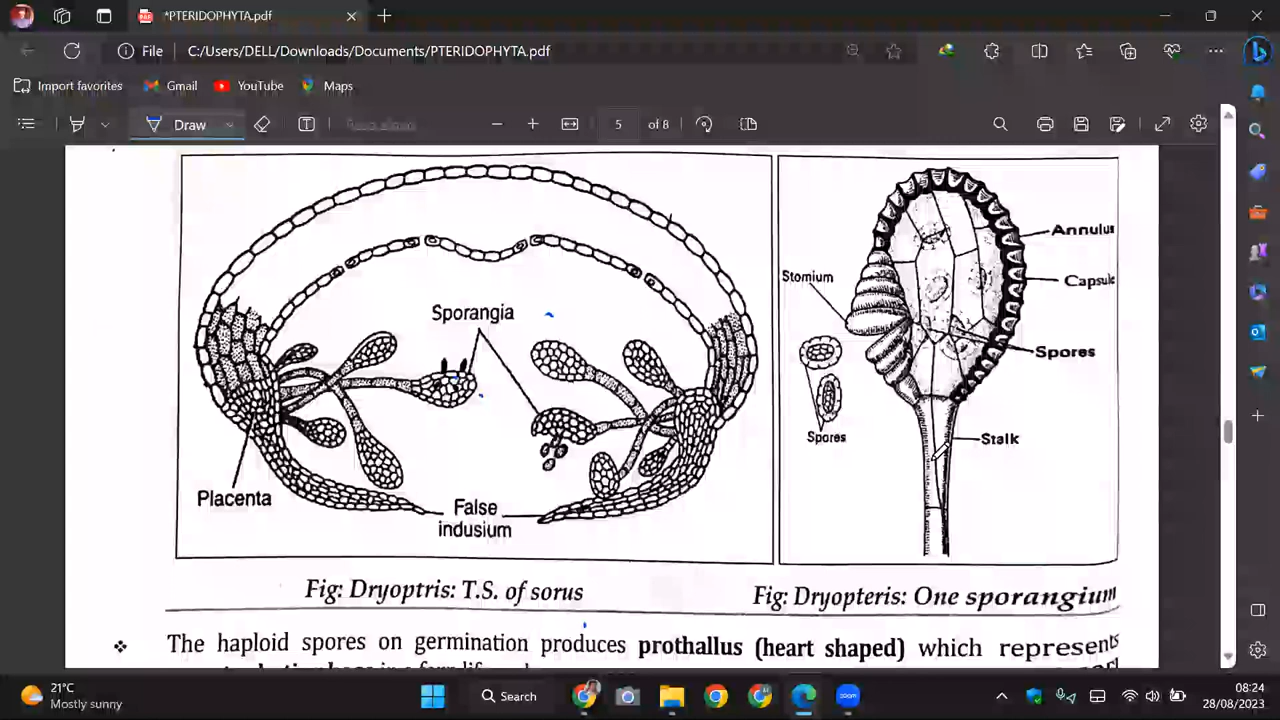 *PTERIDOPHYTA.pdf
File C:/Users/DELL/Downloads/Documents/PTERIDOPHYTA.pdf
Import favorites Gmail YouTube Maps
Draw 5 of 8
Annulus
Stomium
Capsule
Sporangia
Spores
Spores
Stalk
Placenta
False
indusium
Fig: Dryoptris: T.S. of sorus
Fig: Dryopteris: One sporangium
❖ The haploid spores on germination produces prothallus (heart shaped) which represents
21°C
Mostly sunny
Search
zoom
08:24
28/08/2023